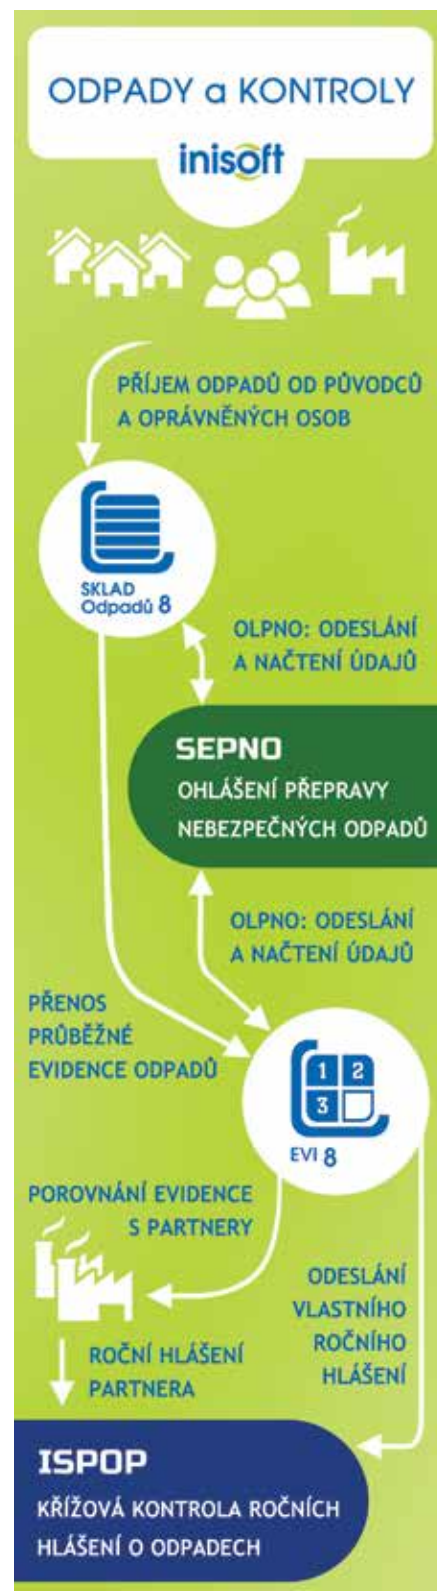 ODPADY a KONTROLY
inisoft
PŘÍJEM ODPADŮ OD PŮVODCŮ
A OPRÁVNĚNÝCH OSOB
SKLAD
Odpadů 8
OLPNO: ODESLÁNÍ
A NAČTENÍ ÚDAJŮ
SEPNO
OHLÁŠENÍ PŘEPRAVY
NEBEZPEČNÝCH ODPADŮ
OLPNO: ODESLÁNÍ
A NAČTENÍ ÚDAJŮ
PŘENOS
PRŮBĚŽNÉ
EVIDENCE ODPADŮ
1 2
3
EVI 8
POROVNÁNÍ EVIDENCE
S PARTNERY
ODESLÁNÍ
VLASTNÍHO
ROČNÍHO
HLÁŠENÍ
ROČNÍ HLÁŠENÍ
PARTNERA
ISPOP
KŘÍŽOVÁ KONTROLA ROČNÍCH
HLÁŠENÍ O ODPADECH